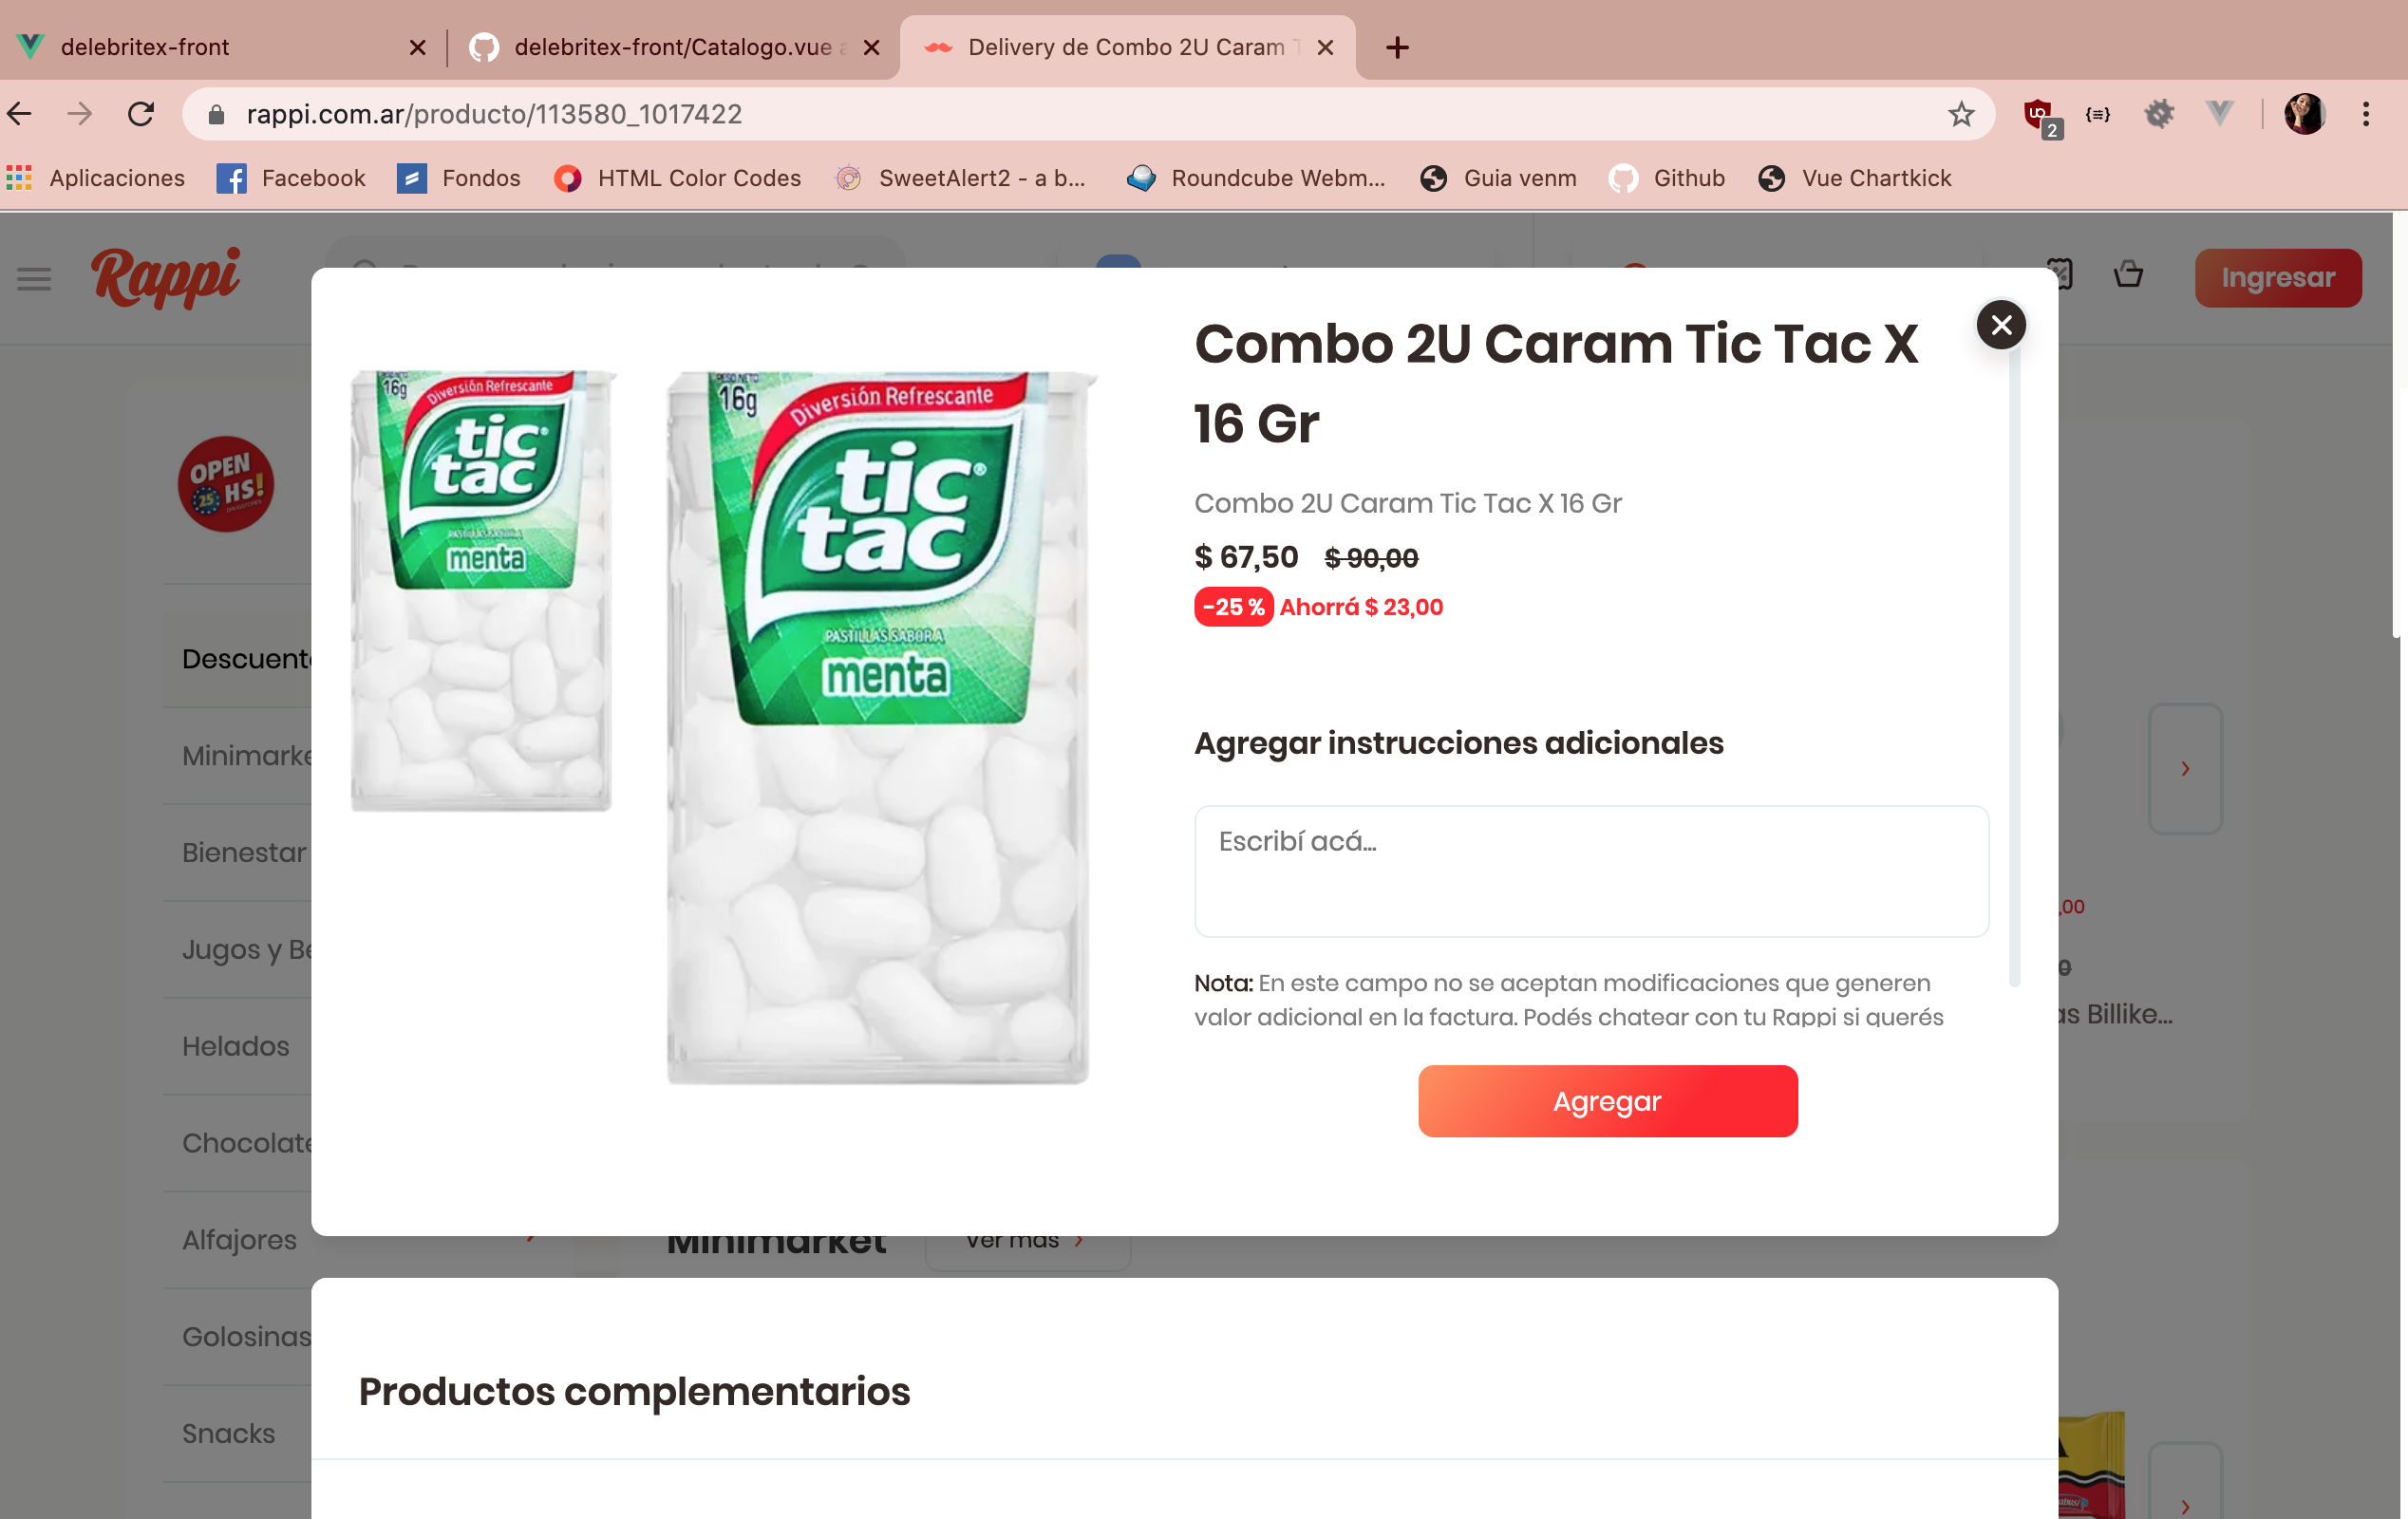 delebritex-front
delebritex-front/Catalogo.vue a
Delivery de Combo 2U Caram T
rappi.com.ar/producto/113580_1017422
2
Aplicaciones
Facebook
Fondos
HTML Color Codes
SweetAlert2 - a b...
Roundcube Webm...
Guia venm
Github
Vue Chartkick
Rappi
Ingresar
OPEN
25 HS!
Descuent
Minimarke
Bienestar
Jugos y Be
Helados
Chocolate
Alfajores
Golosinas
Snacks
PESO NETO
16g
Diversión Refrescante
tic
tac
PASTILLAS SABOR A
menta
PESO NETO
16g
Diversión Refrescante
tic®
tac
PASTILLAS SABOR A
menta
Combo 2U Caram Tic Tac X
16 Gr
Combo 2U Caram Tic Tac X 16 Gr
$ 67,50 $ 90,00
-25 % Ahorrá $ 23,00
Agregar instrucciones adicionales
Escribí acá...
Nota: En este campo no se aceptan modificaciones que generen
valor adicional en la factura. Podés chatear con tu Rappi si querés
Agregar
,00
0
as Billike...
Minimarket
Ver más
Productos complementarios